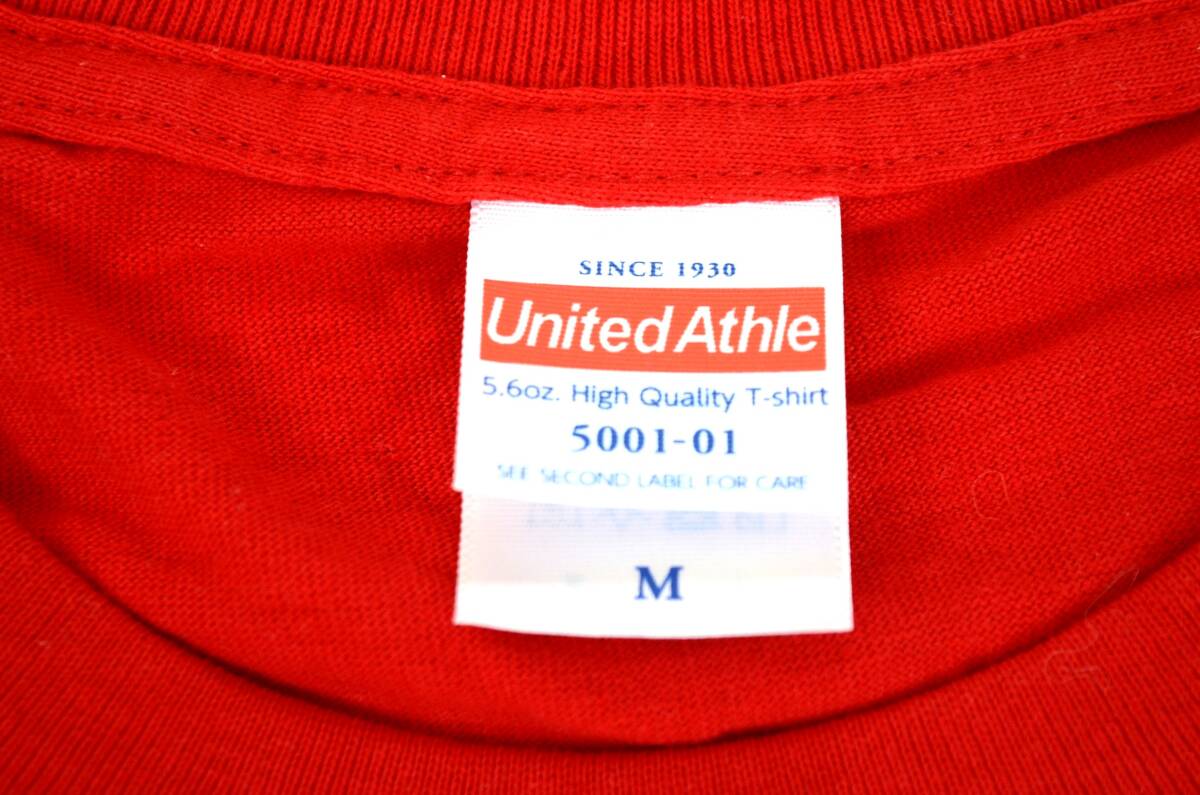 SINCE 1930
United Athle
5.6oz. High Quality T-shirt
5001-01
SEE SECOND LABEL FOR CARE
M